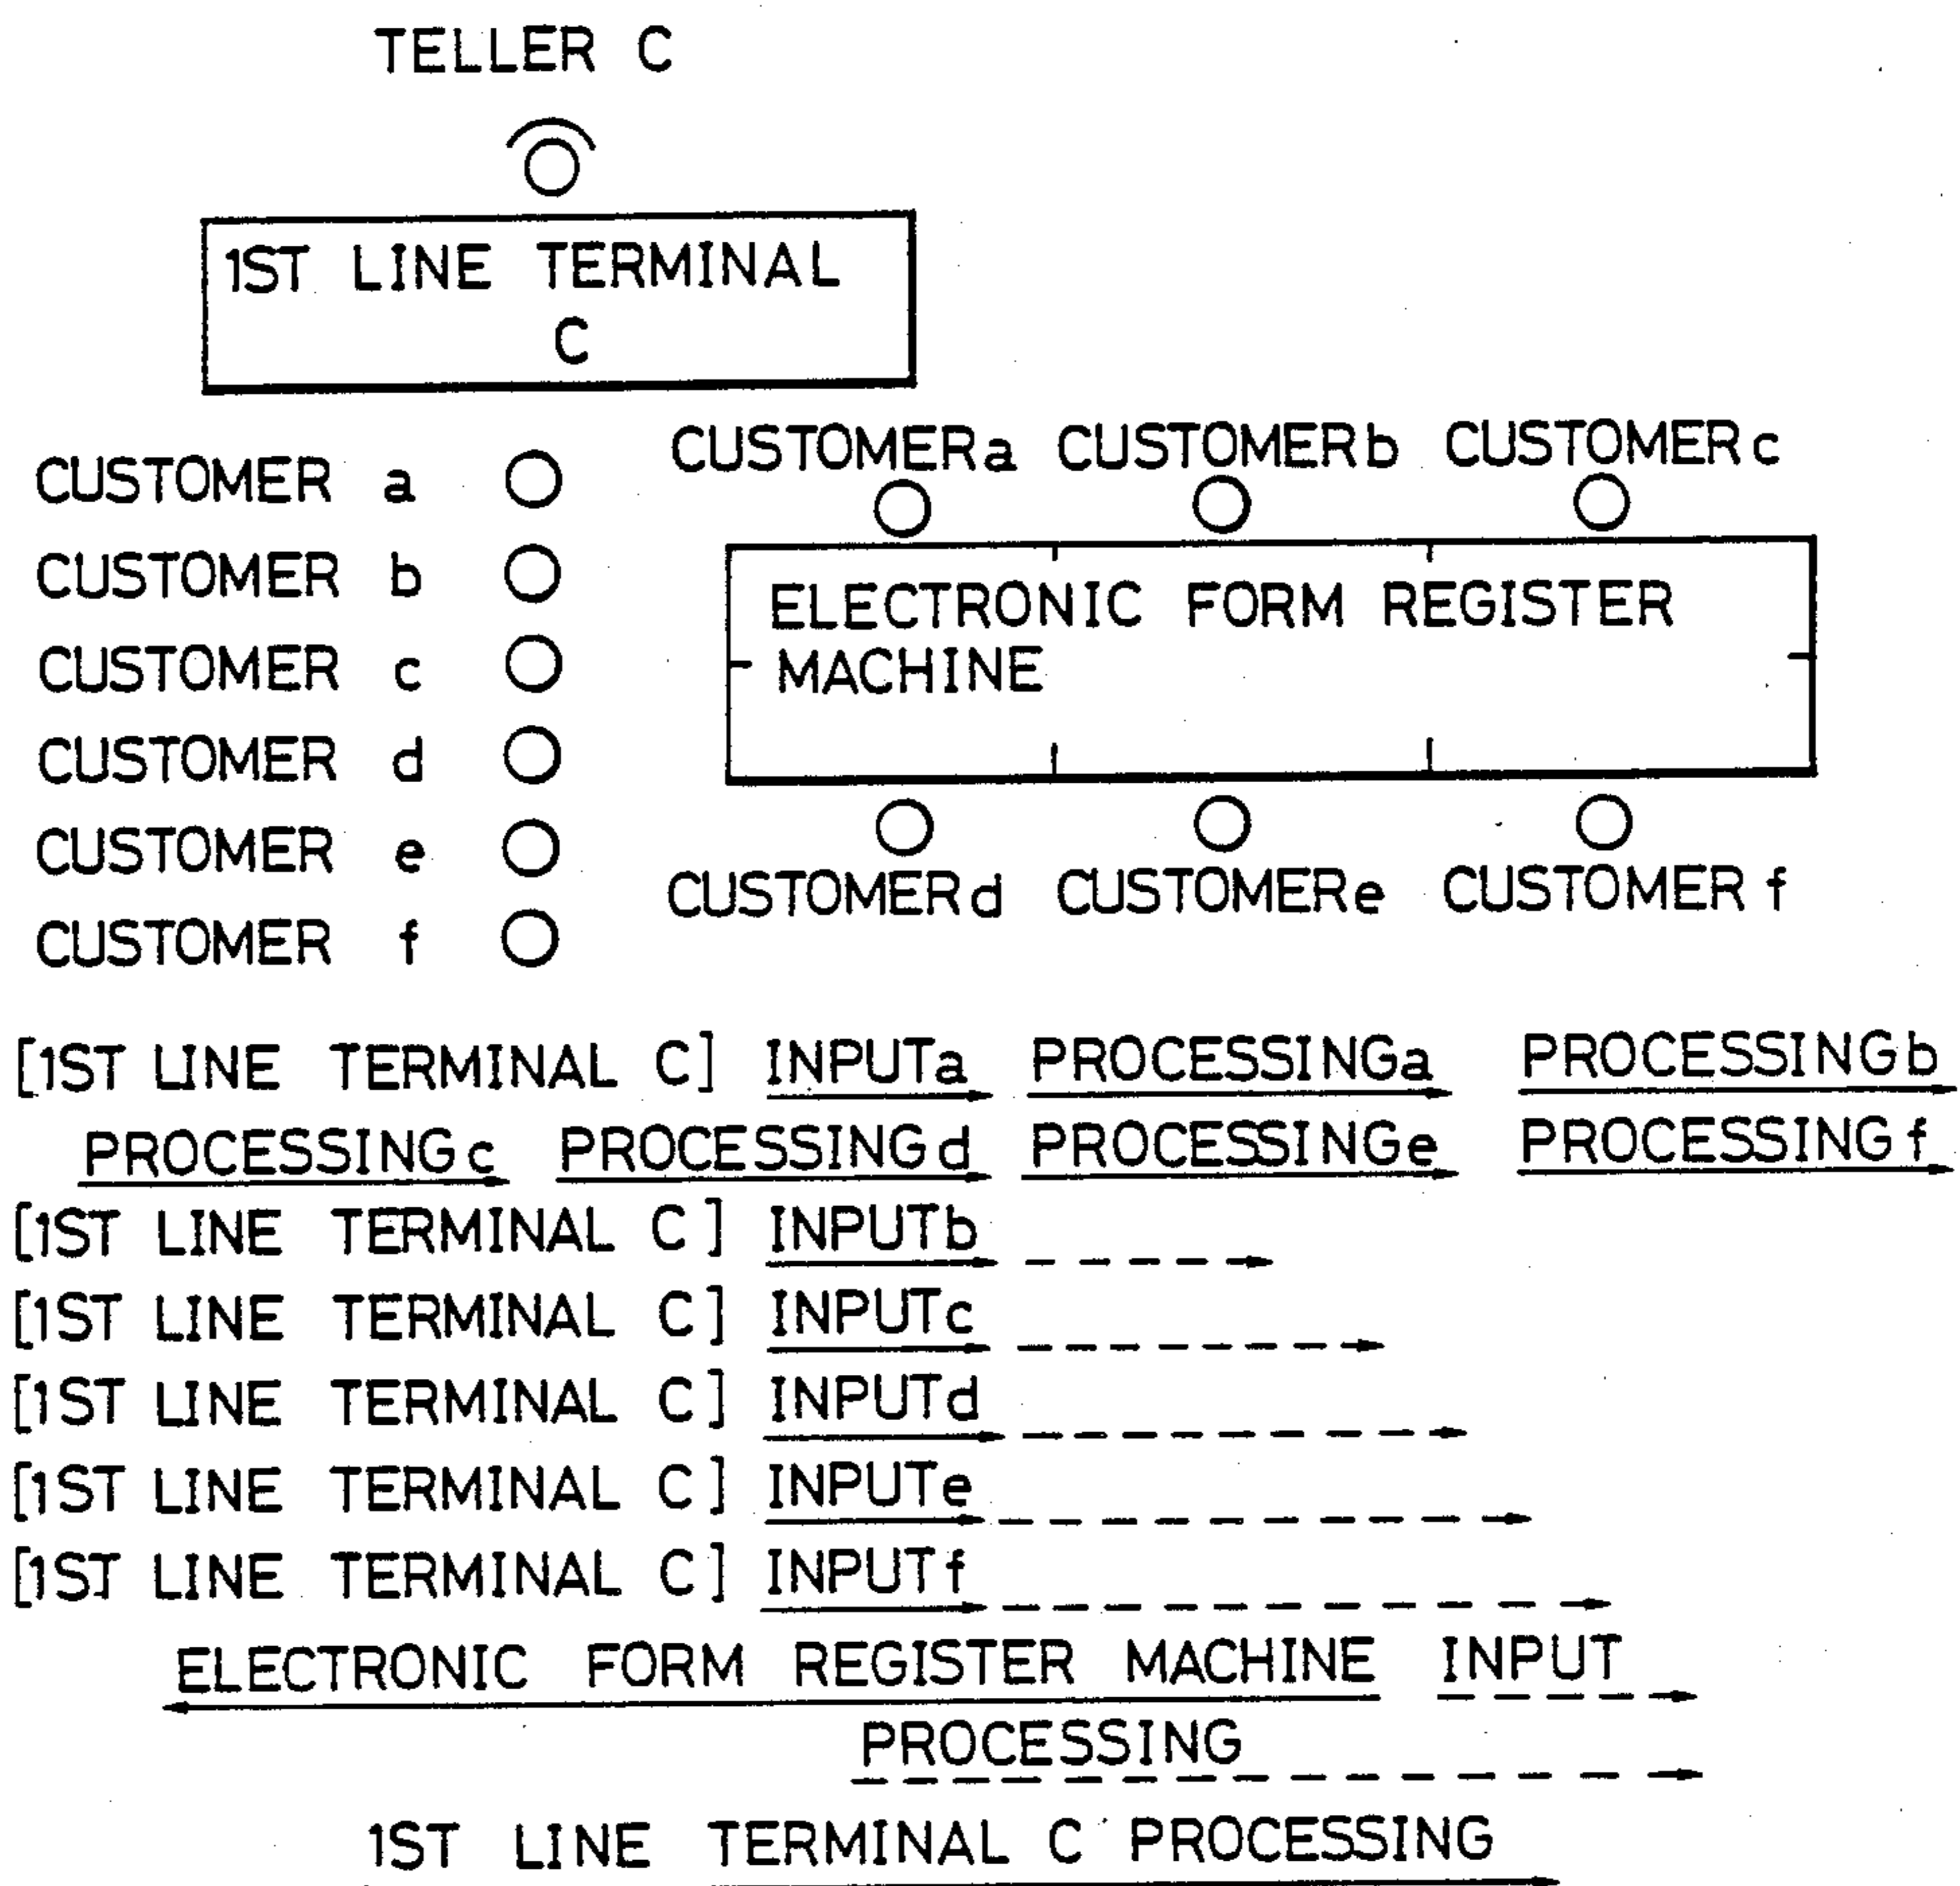 TELLER C
1ST LINE TERMINAL
C
CUSTOMER a
CUSTOMER b
CUSTOMER c
CUSTOMER d
CUSTOMER e
CUSTOMER f
CUSTOMERa CUSTOMERb CUSTOMERc
ELECTRONIC FORM REGISTER
MACHINE
CUSTOMERd CUSTOMERe CUSTOMER f
[1ST LINE TERMINAL C] INPUTa PROCESSINGa PROCESSINGb
PROCESSINGc PROCESSINGd PROCESSINGe PROCESSINGf
[1ST LINE TERMINAL C] INPUTb
[1ST LINE TERMINAL C] INPUTc
[1ST LINE TERMINAL C] INPUTd
[1ST LINE TERMINAL C] INPUTe
[1ST LINE TERMINAL C] INPUTf
ELECTRONIC FORM REGISTER MACHINE INPUT
PROCESSING
1ST LINE TERMINAL C PROCESSING